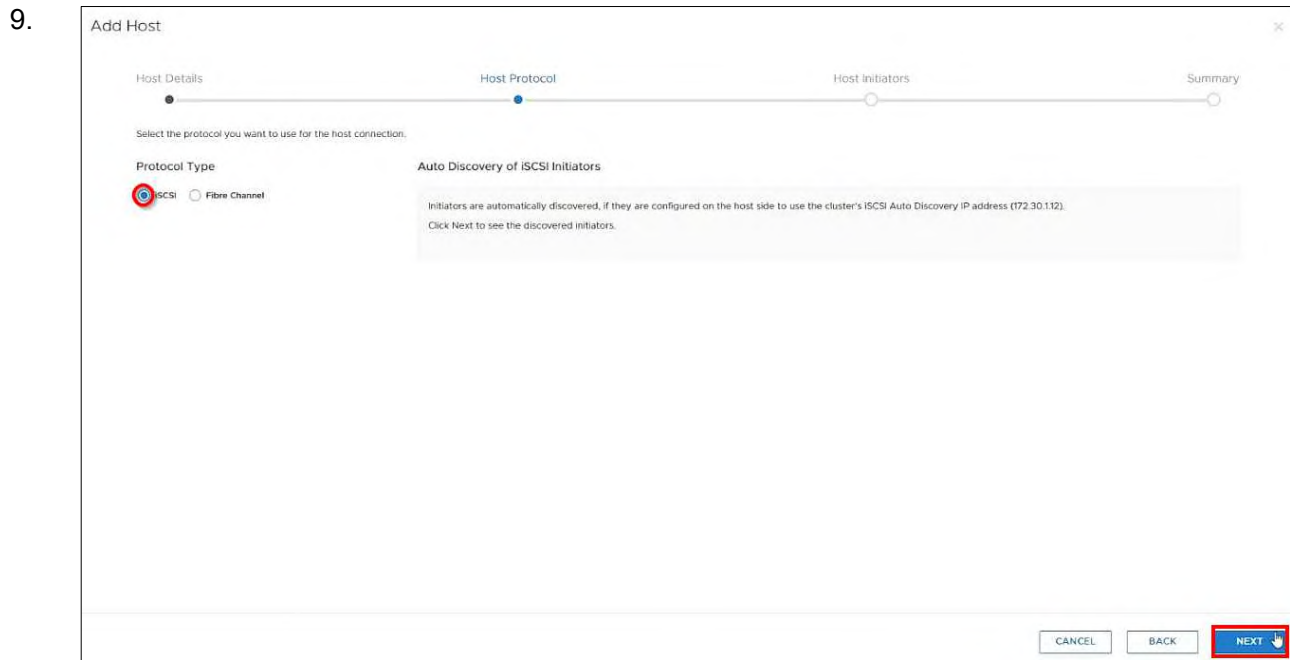 9.
Add Host
Host Details Host Protocol Host Initiators Summary
Select the protocol you want to use for the host connection.
Protocol Type Auto Discovery of iSCSI Initiators
iSCSI Fibre Channel
Initiators are automatically discovered, if they are configured on the host side to use the cluster's iSCSI Auto Discovery IP address (172.30.1.12).
Click Next to see the discovered initiators.
CANCEL BACK NEXT